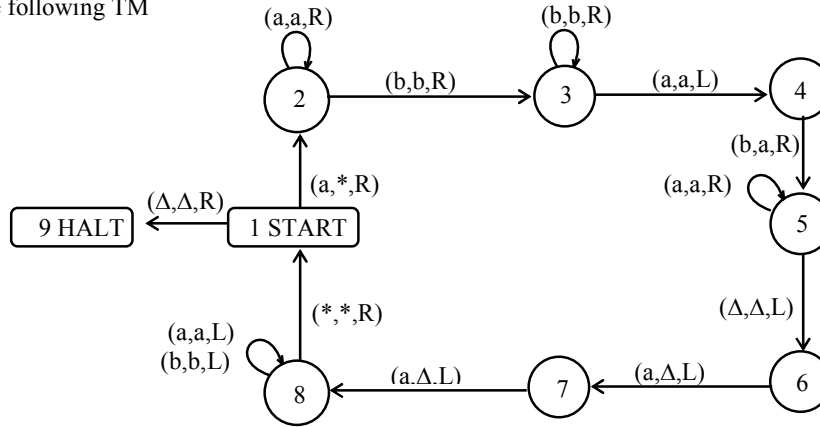 following TM
(a,a,R)
(b,b,R)
2
(b,b,R)
3
(a,a,L)
4
(b,a,R)
(a,a,R)
(a,*,R)
(Δ,Δ,R)
9 HALT
1 START
5
(*,*,R)
(Δ,Δ,L)
(a,a,L)
(b,b,L)
8
(a,Δ,L)
7
(a,Δ,L)
6